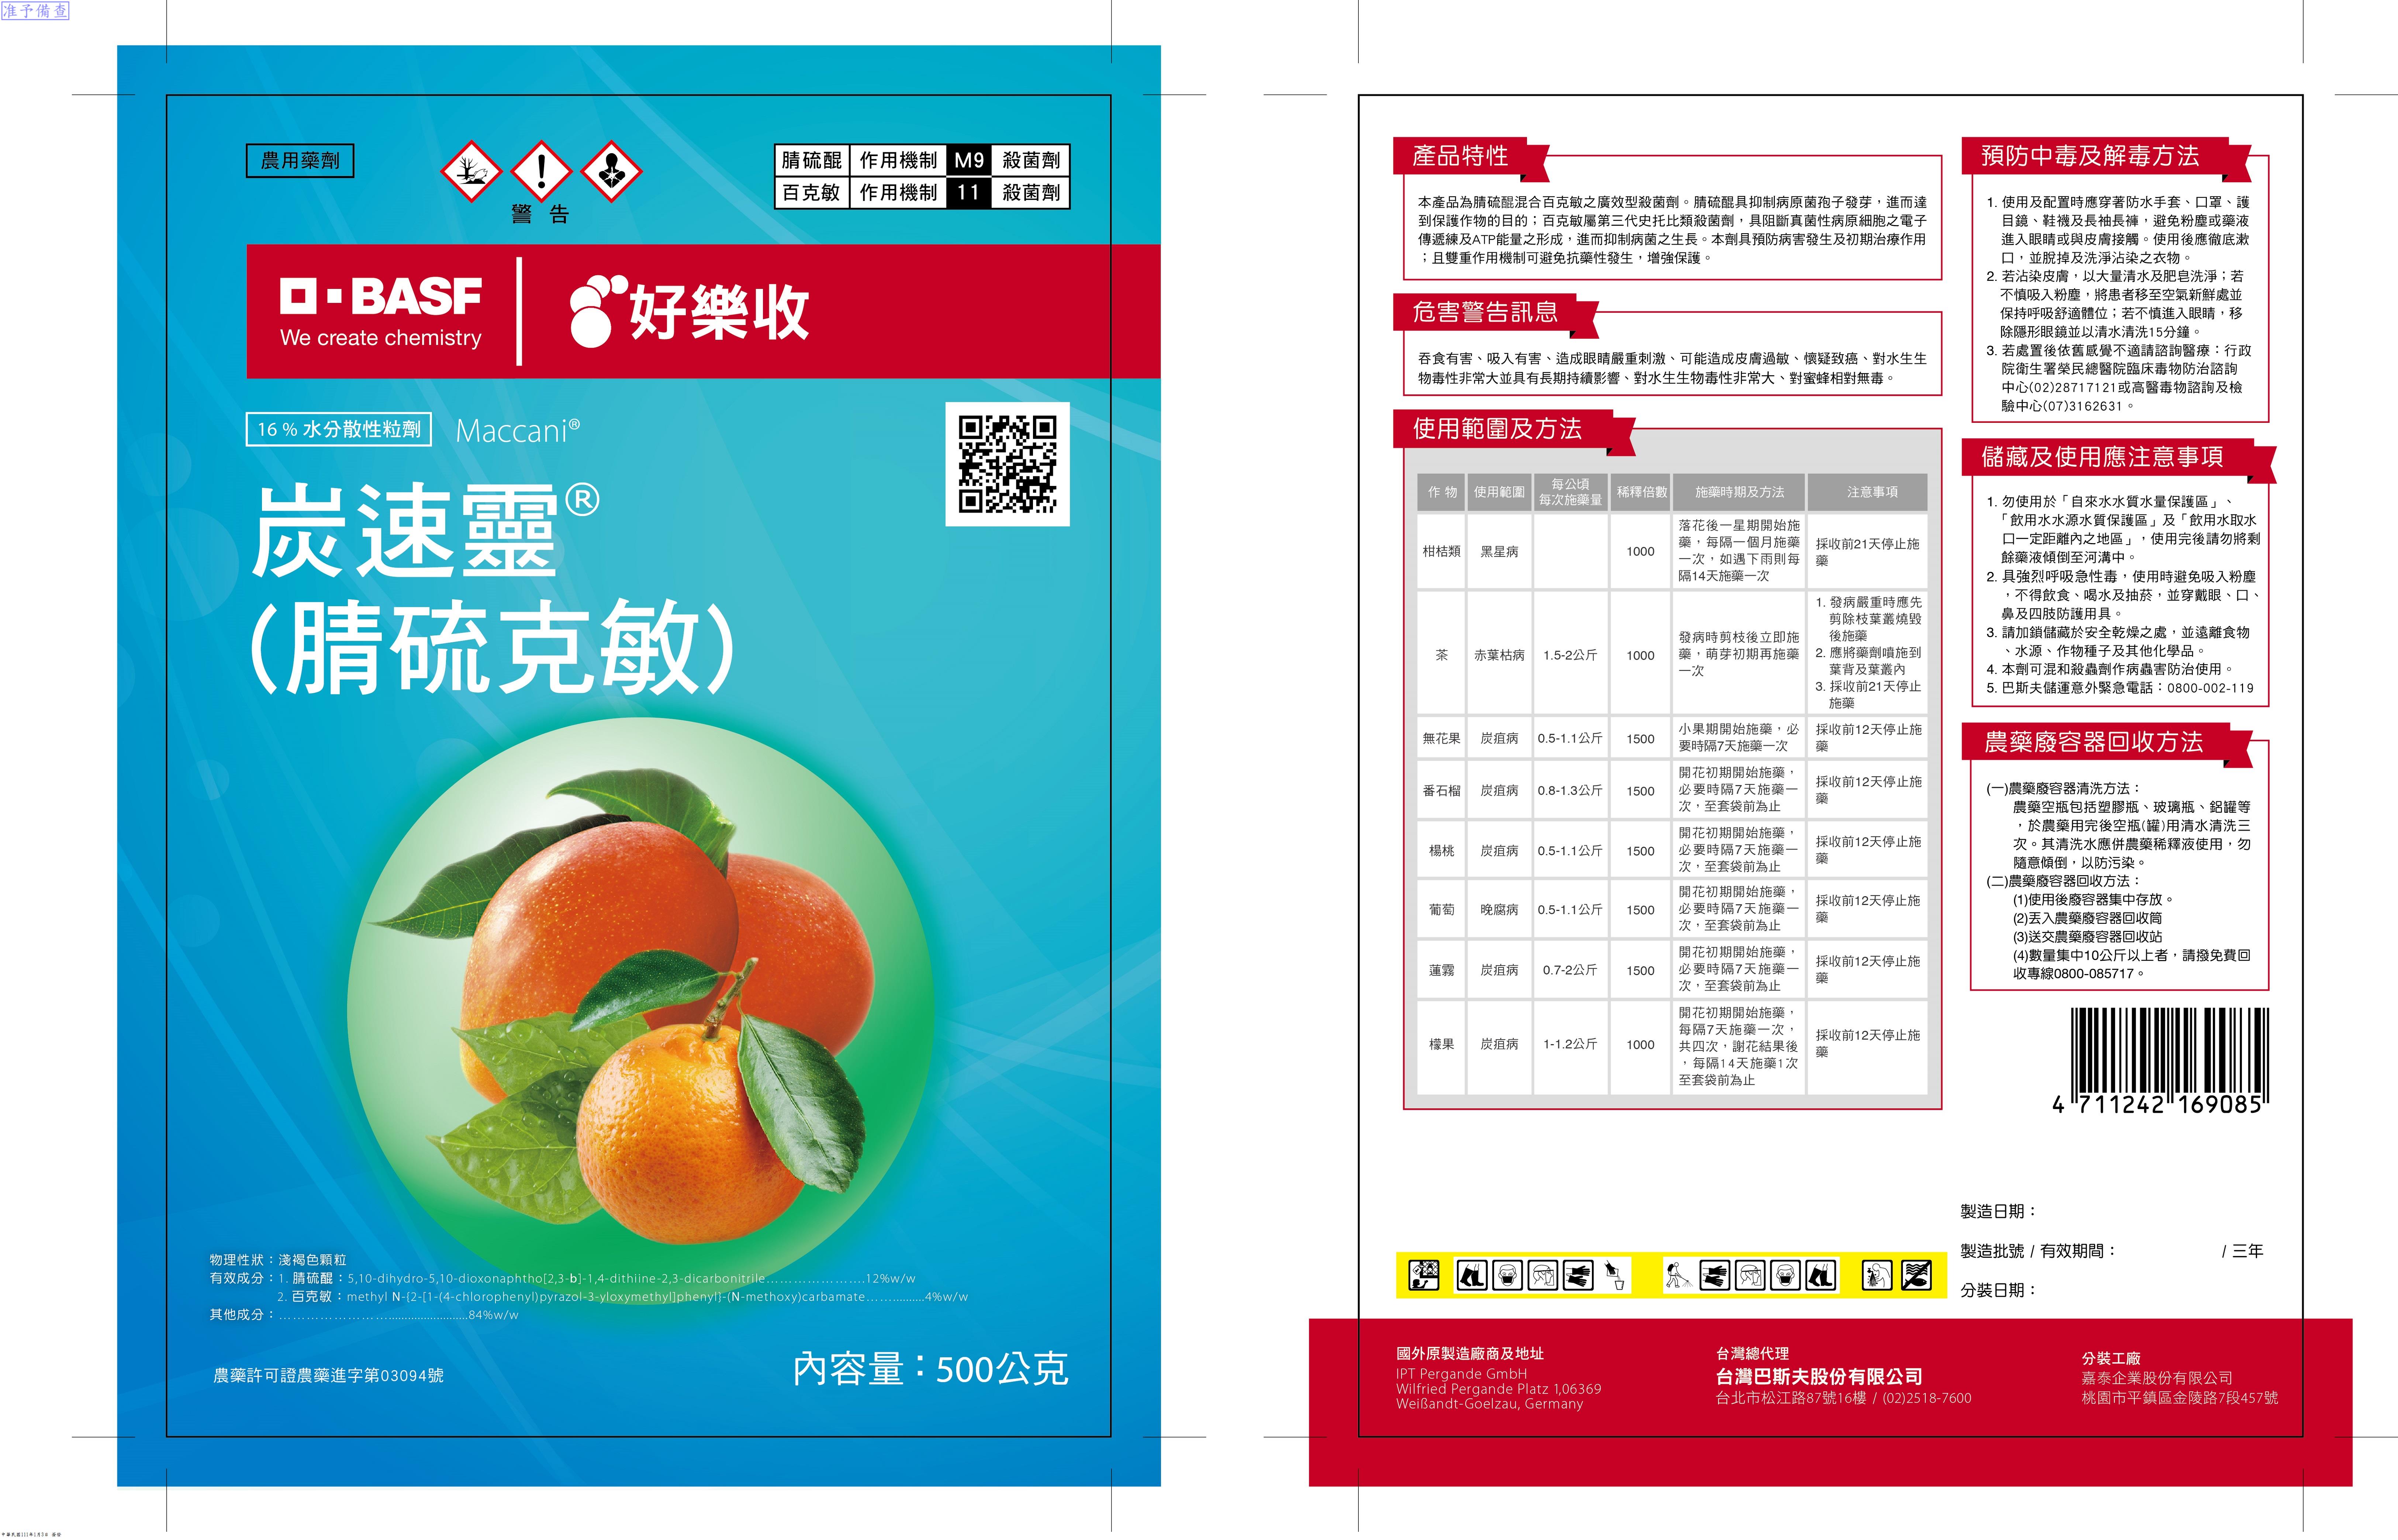 准予備查
農用藥劑
警 告
腈硫醌 作用機制 M9 殺菌劑
百克敏 作用機制 11 殺菌劑
BASF
We create chemistry
好樂收
16 % 水分散性粒劑 Maccani®
炭速靈®
(腈硫克敏)
物理性狀：淺褐色顆粒
有效成分：1. 腈硫醌：5,10-dihydro-5,10-dioxonaphtho[2,3-b]-1,4-dithiine-2,3-dicarbonitrile.....................12%w/w
2. 百克敏：methyl N-{2-[1-(4-chlorophenyl)pyrazol-3-yloxymethyl]phenyl}-(N-methoxy)carbamate...............4%w/w
其他成分：................................................84%w/w
農藥許可證農藥進字第03094號
內容量：500公克
產品特性
本產品為腈硫醌混合百克敏之廣效型殺菌劑。腈硫醌具抑制病原菌孢子發芽，進而達
到保護作物的目的；百克敏屬第三代史托比類殺菌劑，具阻斷真菌性病原細胞之電子
傳遞練及ATP能量之形成，進而抑制病菌之生長。本劑具預防病害發生及初期治療作用
；且雙重作用機制可避免抗藥性發生，增強保護。
危害警告訊息
吞食有害、吸入有害、造成眼睛嚴重刺激、可能造成皮膚過敏、懷疑致癌、對水生生
物毒性非常大並具有長期持續影響、對水生生物毒性非常大、對蜜蜂相對無毒。
使用範圍及方法
作 物 使用範圍 每公頃 稀釋倍數 施藥時期及方法 注意事項
每次施藥量
柑桔類 黑星病 1000 落花後一星期開始施
藥，每隔一個月施藥
一次，如遇下雨則每
隔14天施藥一次
採收前21天停止施
藥
茶 赤葉枯病 1.5-2公斤 1000 發病時剪枝後立即施
藥，萌芽初期再施藥
一次
1. 發病嚴重時應先
剪除枝葉叢燒毀
後施藥
2. 應將藥劑噴施到
葉背及葉叢內
3. 採收前21天停止
施藥
無花果 炭疽病 0.5-1.1公斤 1500 小果期開始施藥，必
要時隔7天施藥一次
採收前12天停止施
藥
番石榴 炭疽病 0.8-1.3公斤 1500 開花初期開始施藥，
必要時隔7天施藥一
次，至套袋前為止
採收前12天停止施
藥
楊桃 炭疽病 0.5-1.1公斤 1500 開花初期開始施藥，
必要時隔7天施藥一
次，至套袋前為止
採收前12天停止施
藥
葡萄 晚腐病 0.5-1.1公斤 1500 開花初期開始施藥，
必要時隔7天施藥一
次，至套袋前為止
採收前12天停止施
藥
蓮霧 炭疽病 0.7-2公斤 1500 開花初期開始施藥，
必要時隔7天施藥一
次，至套袋前為止
採收前12天停止施
藥
檬果 炭疽病 1-1.2公斤 1000 開花初期開始施藥，
每隔7天施藥一次，
共四次，謝花結果後
，每隔14天施藥1次
至套袋前為止
採收前12天停止施
藥
預防中毒及解毒方法
1. 使用及配置時應穿著防水手套、口罩、護
目鏡、鞋襪及長袖長褲，避免粉塵或藥液
進入眼睛或與皮膚接觸。使用後應徹底漱
口，並脫掉及洗淨沾染之衣物。
2. 若沾染皮膚，以大量清水及肥皂洗淨；若
不慎吸入粉塵，將患者移至空氣新鮮處並
保持呼吸舒適體位；若不慎進入眼睛，移
除隱形眼鏡並以清水清洗15分鐘。
3. 若處置後依舊感覺不適請諮詢醫療：行政
院衛生署榮民總醫院臨床毒物防治諮詢
中心(02)28717121或高醫毒物諮詢及檢
驗中心(07)3162631。
儲藏及使用應注意事項
1. 勿使用於「自來水水質水量保護區」、
「飲用水水源水質保護區」及「飲用水取水
口一定距離內之地區」，使用完後請勿將剩
餘藥液傾倒至河溝中。
2. 具強烈呼吸急性毒，使用時避免吸入粉塵
，不得飲食、喝水及抽菸，並穿戴眼、口、
鼻及四肢防護用具。
3. 請加鎖儲藏於安全乾燥之處，並遠離食物
、水源、作物種子及其他化學品。
4. 本劑可混和殺蟲劑作病蟲害防治使用。
5. 巴斯夫儲運意外緊急電話：0800-002-119
農藥廢容器回收方法
(一)農藥廢容器清洗方法：
農藥空瓶包括塑膠瓶、玻璃瓶、鋁罐等
，於農藥用完後空瓶(罐)用清水清洗三
次。其清洗水應併農藥稀釋液使用，勿
隨意傾倒，以防污染。
(二)農藥廢容器回收方法：
(1)使用後廢容器集中存放。
(2)丟入農藥廢容器回收筒
(3)送交農藥廢容器回收站
(4)數量集中10公斤以上者，請撥免費回
收專線0800-085717。
4 711242 169085
製造日期：
製造批號 / 有效期間： / 三年
分裝日期：
國外原製造廠商及地址
IPT Pergande GmbH
Wilfried Pergande Platz 1,06369
Weißandt-Goelzau, Germany
台灣總代理
台灣巴斯夫股份有限公司
台北市松江路87號16樓 / (02)2518-7600
分裝工廠
嘉泰企業股份有限公司
桃園市平鎮區金陵路7段457號